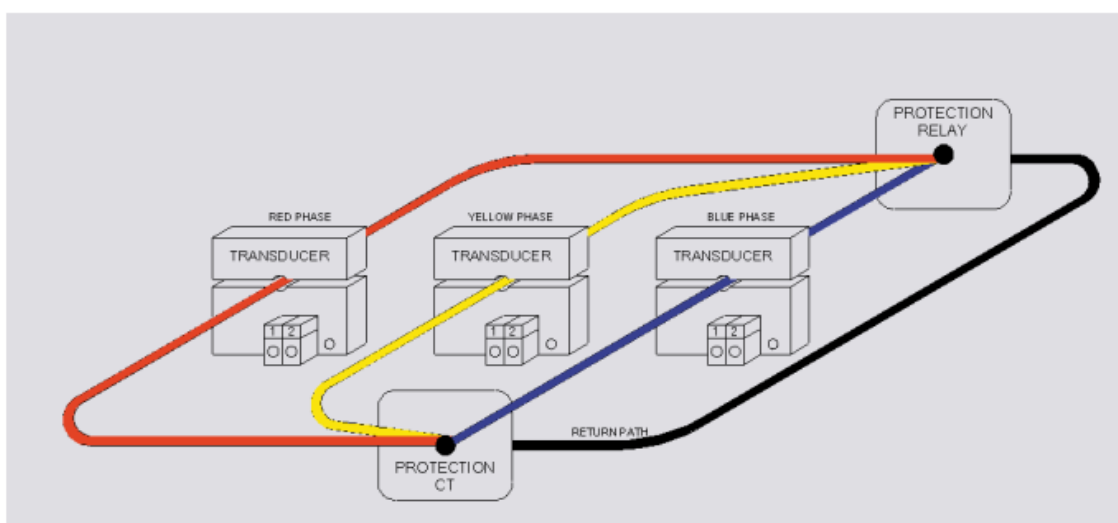 PROTECTION
RELAY
RED PHASE
YELLOW PHASE
BLUE PHASE
TRANSDUCER
TRANSDUCER
TRANSDUCER
1 2
1 2
1 2
RETURN PATH
PROTECTION
CT